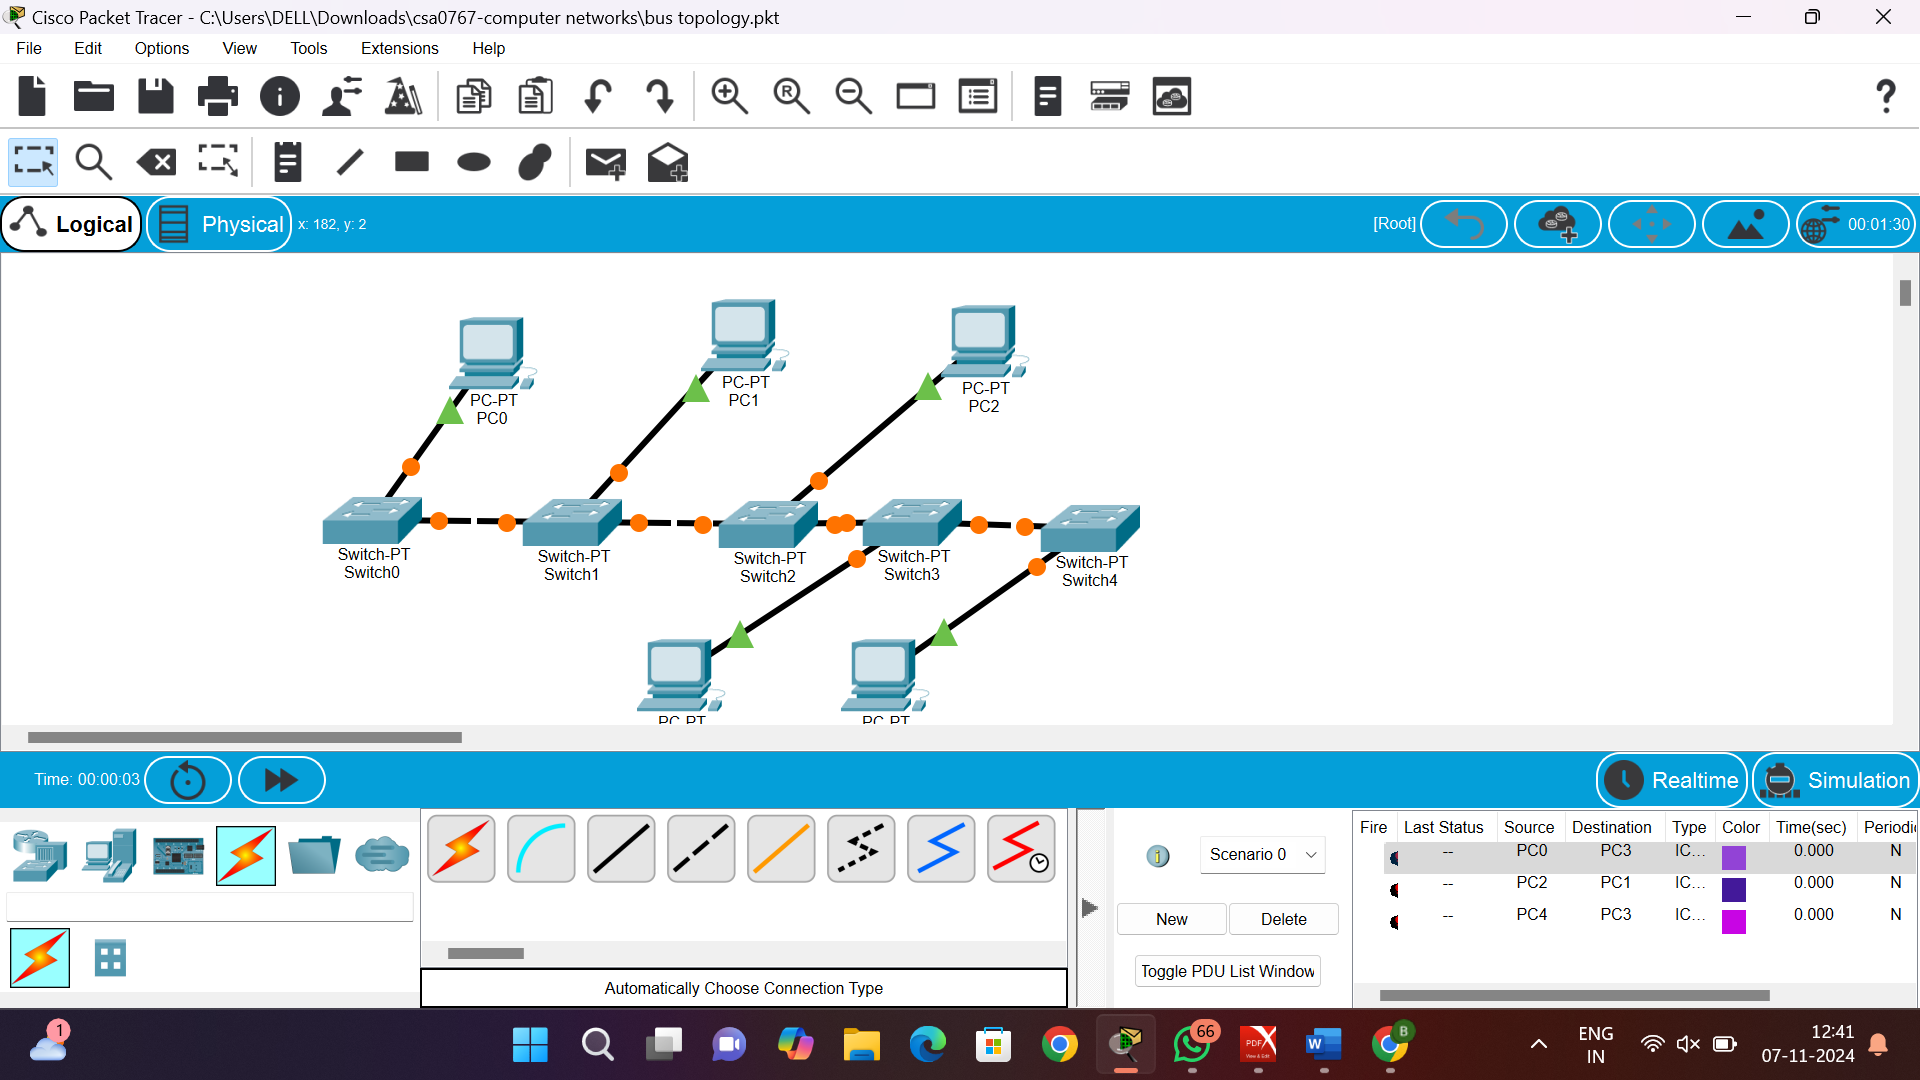 Cisco Packet Tracer - C:\Users\DELL\Downloads\csa0767-computer networks\bus topology.pkt
File Edit Options View Tools Extensions Help
Logical Physical x: 182, y: 2 [Root] 00:01:30
PC-PT
PC0
PC-PT
PC1
PC-PT
PC2
Switch-PT
Switch0
Switch-PT
Switch1
Switch-PT
Switch2
Switch-PT
Switch3
Switch-PT
Switch4
PC-PT
PC-PT
Time: 00:00:03 Realtime Simulation
Scenario 0
New Delete
Toggle PDU List Window
Automatically Choose Connection Type
Fire Last Status Source Destination Type Color Time(sec) Periodi
-- PC0 PC3 IC... 0.000 N
-- PC2 PC1 IC... 0.000 N
-- PC4 PC3 IC... 0.000 N
1
66
PDFX
View & Edit
W
B
ENG
IN
12:41
07-11-2024